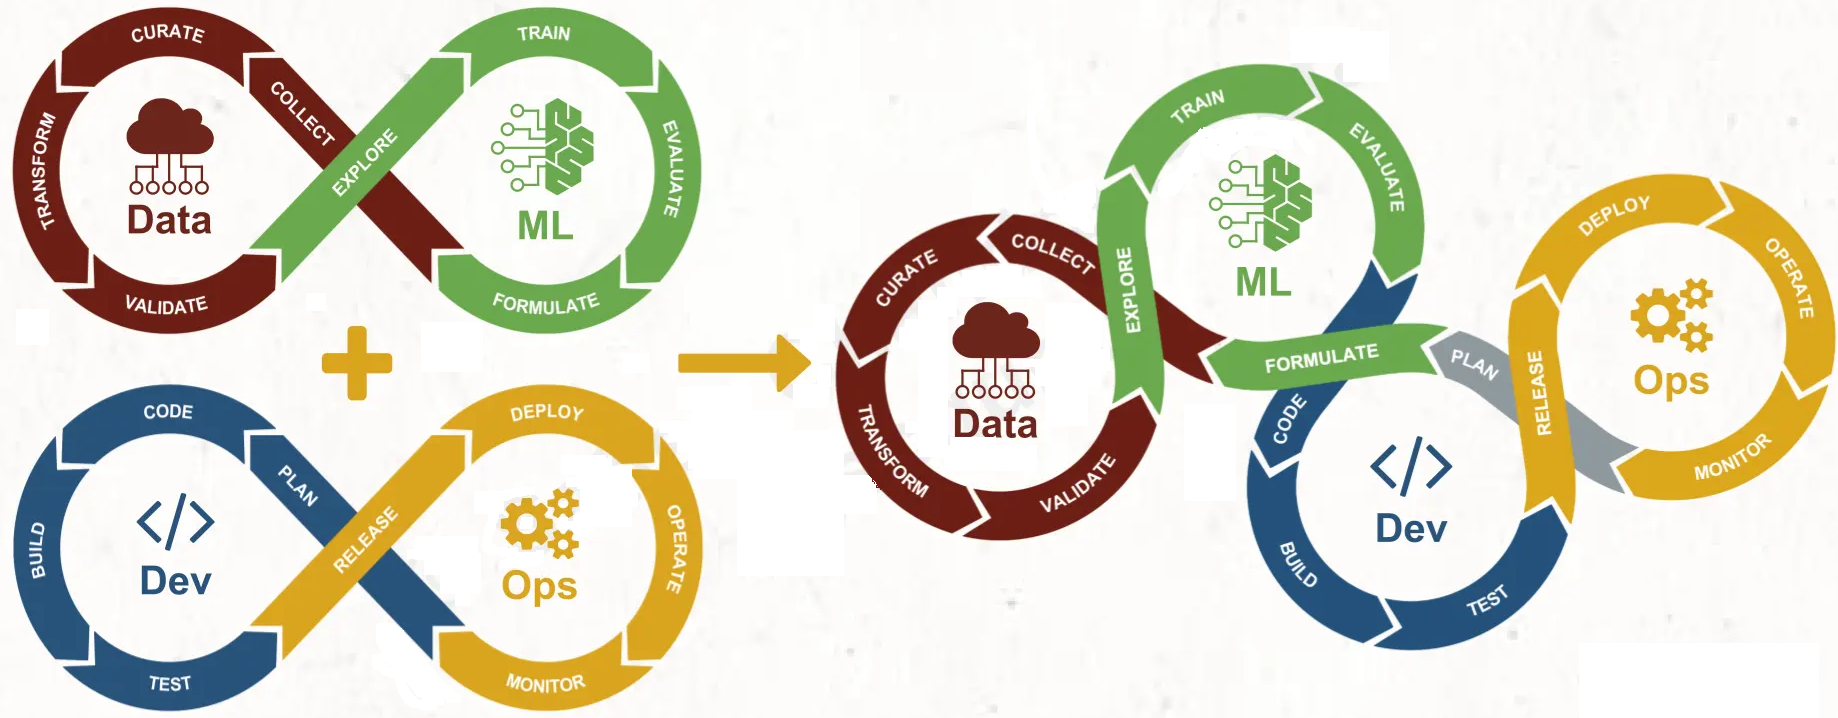 CURATE
COLLECT
TRANSFORM
Data
VALIDATE
EXPLORE
TRAIN
EVALUATE
ML
FORMULATE
CODE
PLAN
BUILD
Dev
TEST
RELEASE
DEPLOY
OPERATE
Ops
MONITOR
CURATE
COLLECT
TRANSFORM
Data
VALIDATE
EXPLORE
TRAIN
EVALUATE
ML
FORMULATE
PLAN
CODE
BUILD
Dev
TEST
RELEASE
DEPLOY
OPERATE
Ops
MONITOR